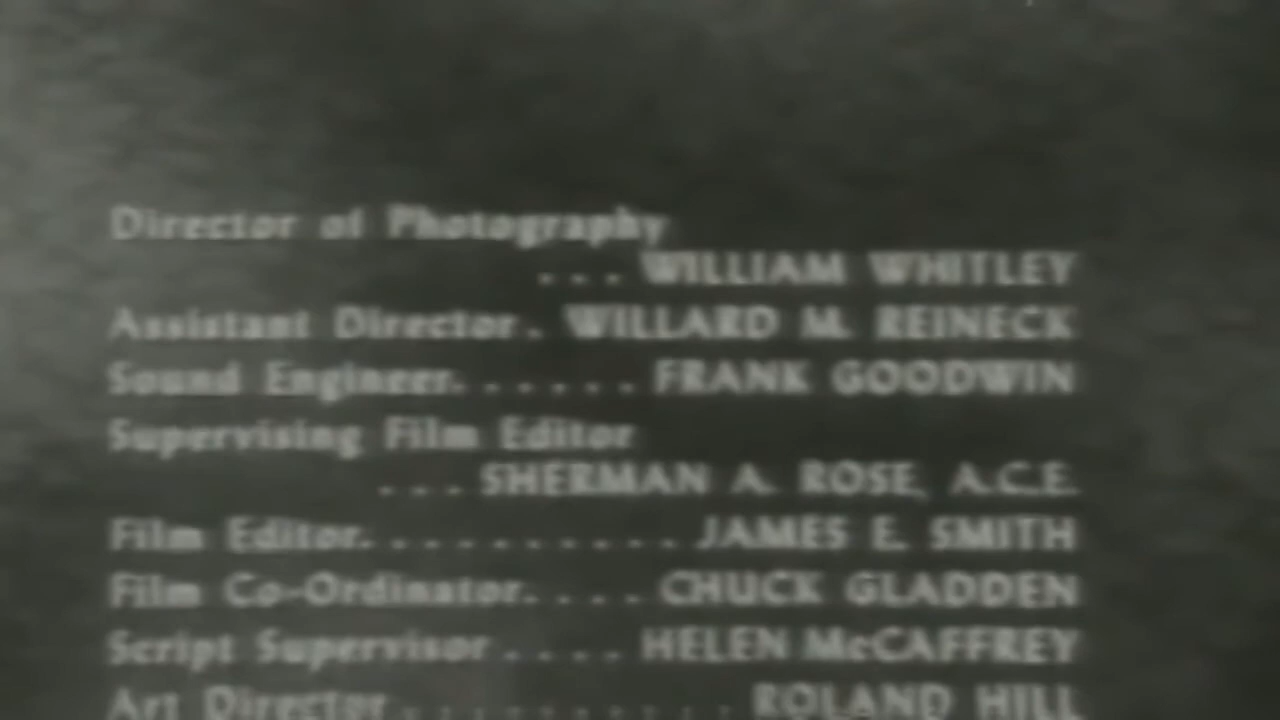 Director of Photography
. . . WILLIAM WHITLEY
Assistant Director. WILLARD M. REINECK
Sound Engineer. . . . . . . FRANK GOODWIN
Supervising Film Editor
. . . SHERMAN A. ROSE, A.C.E.
Film Editor. . . . . . . . . . . JAMES E. SMITH
Film Co-Ordinator. . . . . CHUCK GLADDEN
Script Supervisor . . . . HELEN McCAFFREY
Art Director. . . . . . . . . . . ROLAND HILL